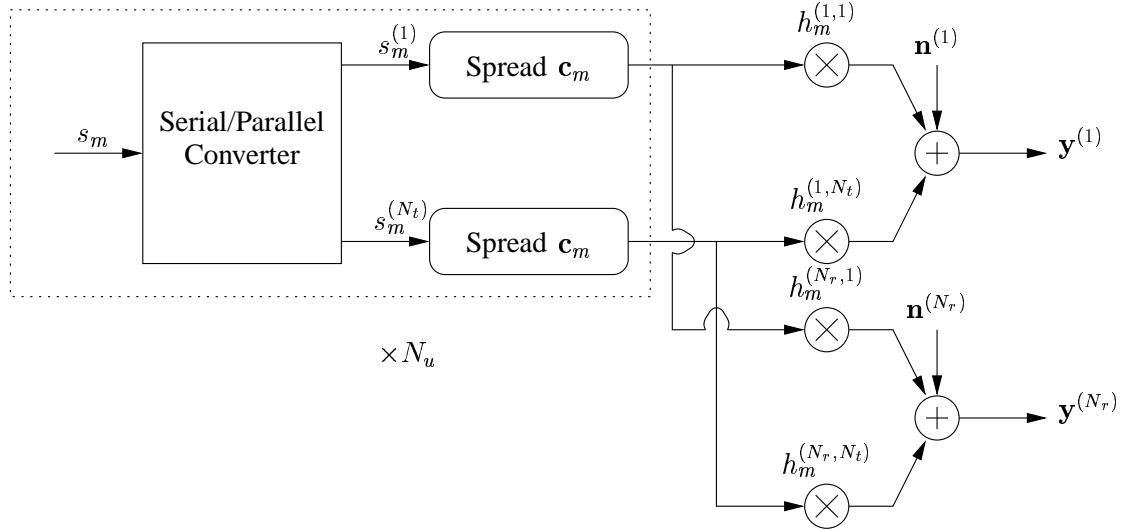 s_m
Serial/Parallel
Converter
s_m^{(1)}
Spread c_m
s_m^{(N_t)}
Spread c_m
× N_u
h_m^{(1,1)}
n^{(1)}
y^{(1)}
h_m^{(1,N_t)}
h_m^{(N_r,1)}
n^{(N_r)}
y^{(N_r)}
h_m^{(N_r,N_t)}